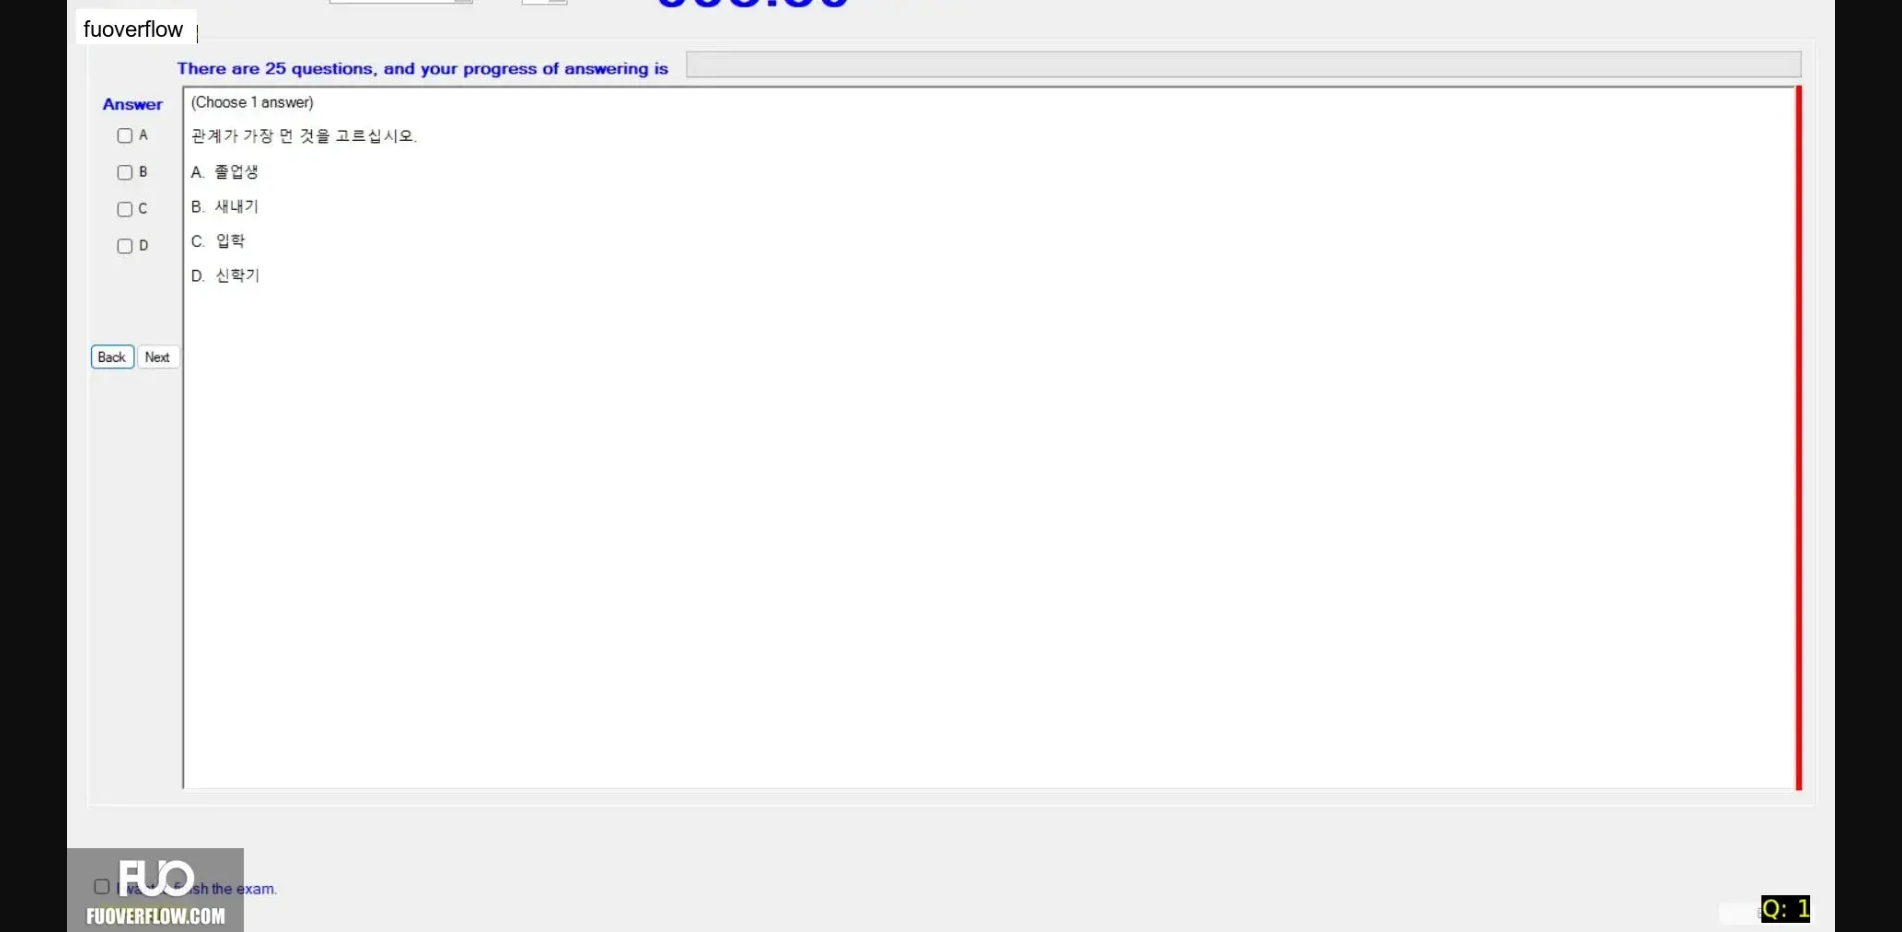 fuoverflow
There are 25 questions, and your progress of answering is
Answer
(Choose 1 answer)
A
관계가 가장 먼 것을 고르십시오.
B
A. 졸업생
C
B. 새내기
D
C. 입학
D. 신학기
Back
Next
FUO
finish the exam.
FUOVERFLOW.COM
Q: 1